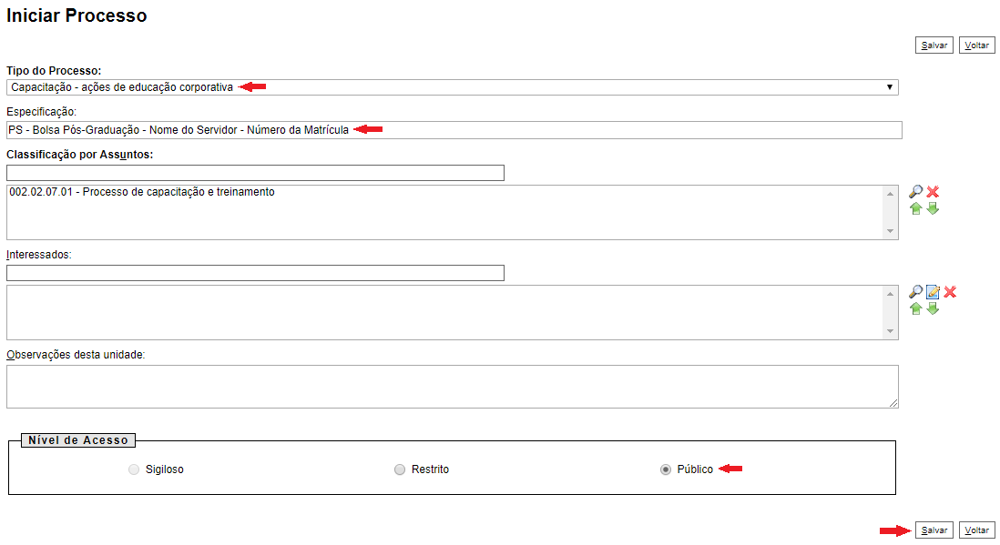 Iniciar Processo
Salvar Voltar
Tipo do Processo:
Capacitação - ações de educação corporativa
Especificação:
PS - Bolsa Pós-Graduação - Nome do Servidor - Número da Matrícula
Classificação por Assuntos:
002.02.07.01 - Processo de capacitação e treinamento
Interessados:
Observações desta unidade:
Nível de Acesso
Sigiloso Restrito Público
Salvar Voltar